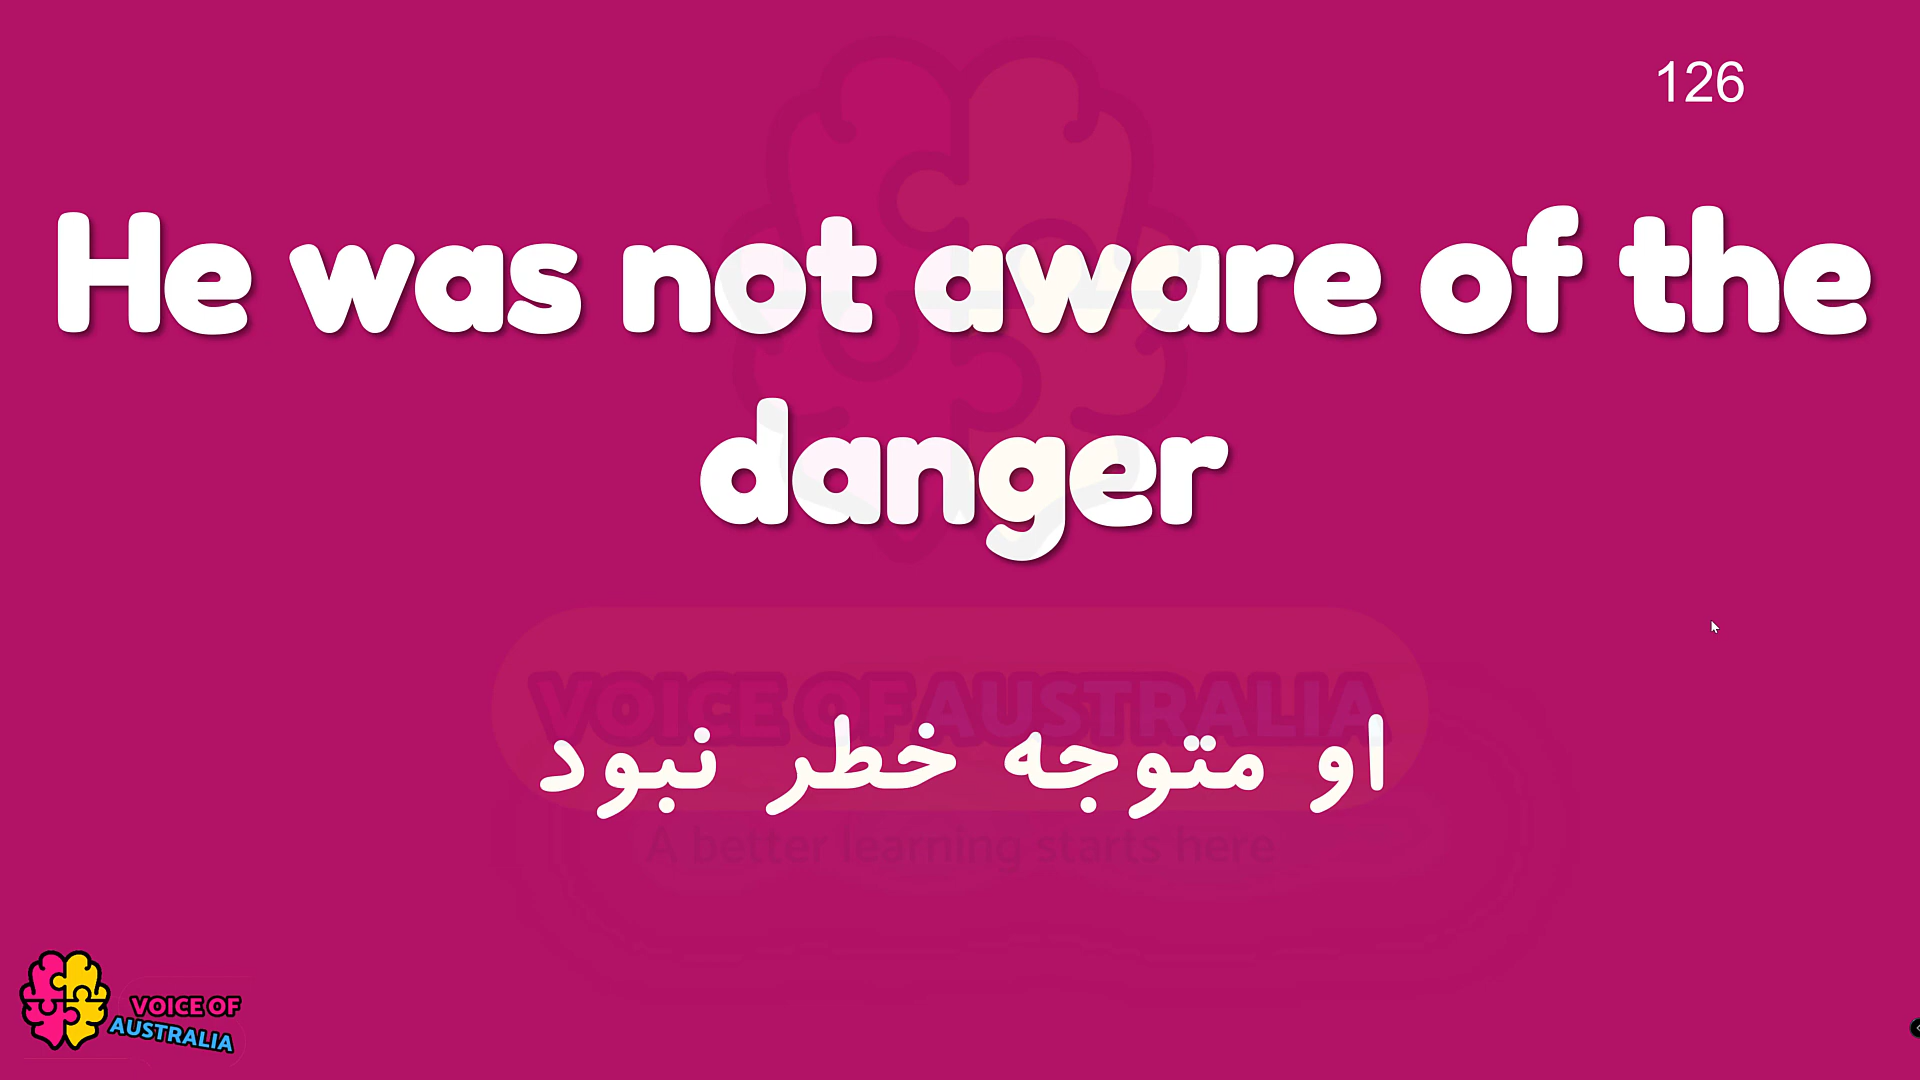 126
He was not aware of the
danger
VOICE OF AUSTRALIA
او متوجه خطر نبود
A better learning starts here
VOICE OF
AUSTRALIA